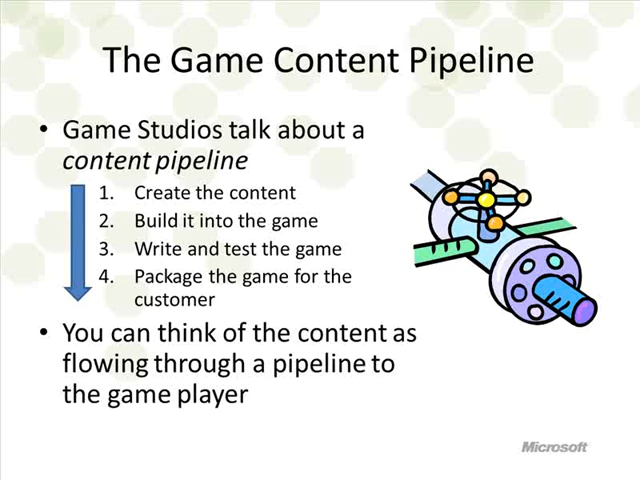 The Game Content Pipeline
• Game Studios talk about a
content pipeline
1. Create the content
2. Build it into the game
3. Write and test the game
4. Package the game for the
customer
• You can think of the content as
flowing through a pipeline to
the game player
Microsoft